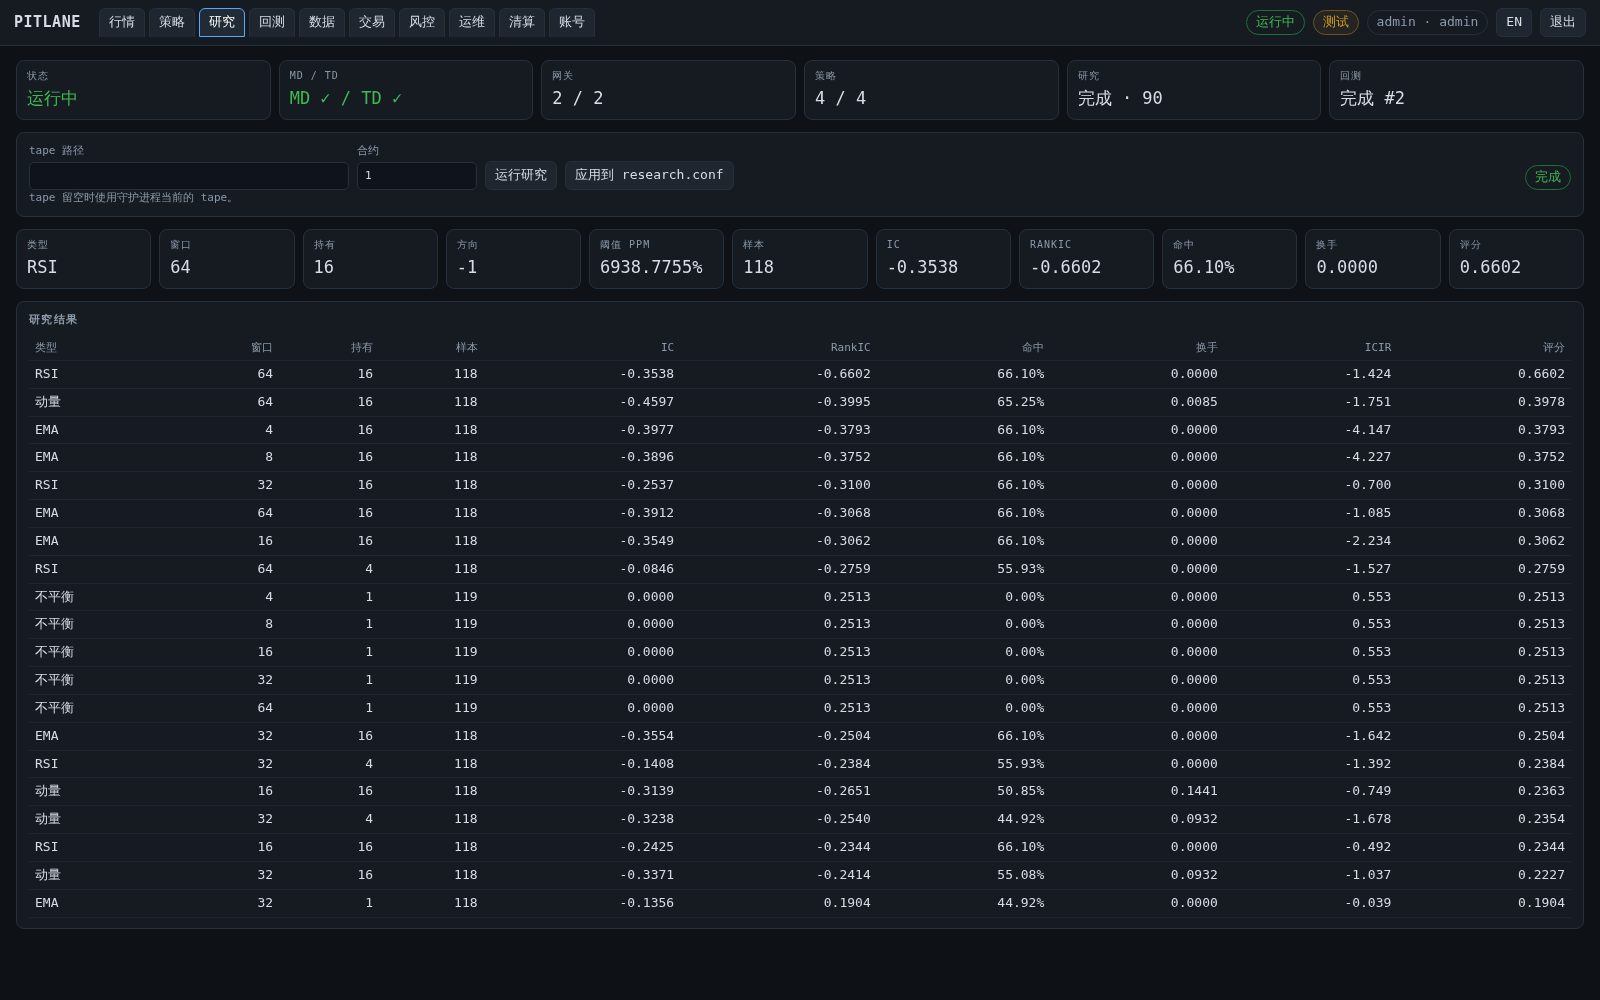 PITLANE 行情 策略 研究 回测 数据 交易 风控 运维 清算 账号 运行中 测试 admin · admin EN 退出
状态 MD / TD 网关 策略 研究 回测
运行中 MD ✓ / TD ✓ 2 / 2 4 / 4 完成 · 90 完成 #2
tape 路径 合约
1 运行研究 应用到 research.conf 完成
tape 留空时使用守护进程当前的 tape。
类型 窗口 持有 方向 阈值 PPM 样本 IC RANKIC 命中 换手 评分
RSI 64 16 -1 6938.7755% 118 -0.3538 -0.6602 66.10% 0.0000 0.6602
研究结果
类型 窗口 持有 样本 IC RankIC 命中 换手 ICIR 评分
RSI 64 16 118 -0.3538 -0.6602 66.10% 0.0000 -1.424 0.6602
动量 64 16 118 -0.4597 -0.3995 65.25% 0.0085 -1.751 0.3978
EMA 4 16 118 -0.3977 -0.3793 66.10% 0.0000 -4.147 0.3793
EMA 8 16 118 -0.3896 -0.3752 66.10% 0.0000 -4.227 0.3752
RSI 32 16 118 -0.2537 -0.3100 66.10% 0.0000 -0.700 0.3100
EMA 64 16 118 -0.3912 -0.3068 66.10% 0.0000 -1.085 0.3068
EMA 16 16 118 -0.3549 -0.3062 66.10% 0.0000 -2.234 0.3062
RSI 64 4 118 -0.0846 -0.2759 55.93% 0.0000 -1.527 0.2759
不平衡 4 1 119 0.0000 0.2513 0.00% 0.0000 0.553 0.2513
不平衡 8 1 119 0.0000 0.2513 0.00% 0.0000 0.553 0.2513
不平衡 16 1 119 0.0000 0.2513 0.00% 0.0000 0.553 0.2513
不平衡 32 1 119 0.0000 0.2513 0.00% 0.0000 0.553 0.2513
不平衡 64 1 119 0.0000 0.2513 0.00% 0.0000 0.553 0.2513
EMA 32 16 118 -0.3554 -0.2504 66.10% 0.0000 -1.642 0.2504
RSI 32 4 118 -0.1408 -0.2384 55.93% 0.0000 -1.392 0.2384
动量 16 16 118 -0.3139 -0.2651 50.85% 0.1441 -0.749 0.2363
动量 32 4 118 -0.3238 -0.2540 44.92% 0.0932 -1.678 0.2354
RSI 16 16 118 -0.2425 -0.2344 66.10% 0.0000 -0.492 0.2344
动量 32 16 118 -0.3371 -0.2414 55.08% 0.0932 -1.037 0.2227
EMA 32 1 118 -0.1356 0.1904 44.92% 0.0000 -0.039 0.1904